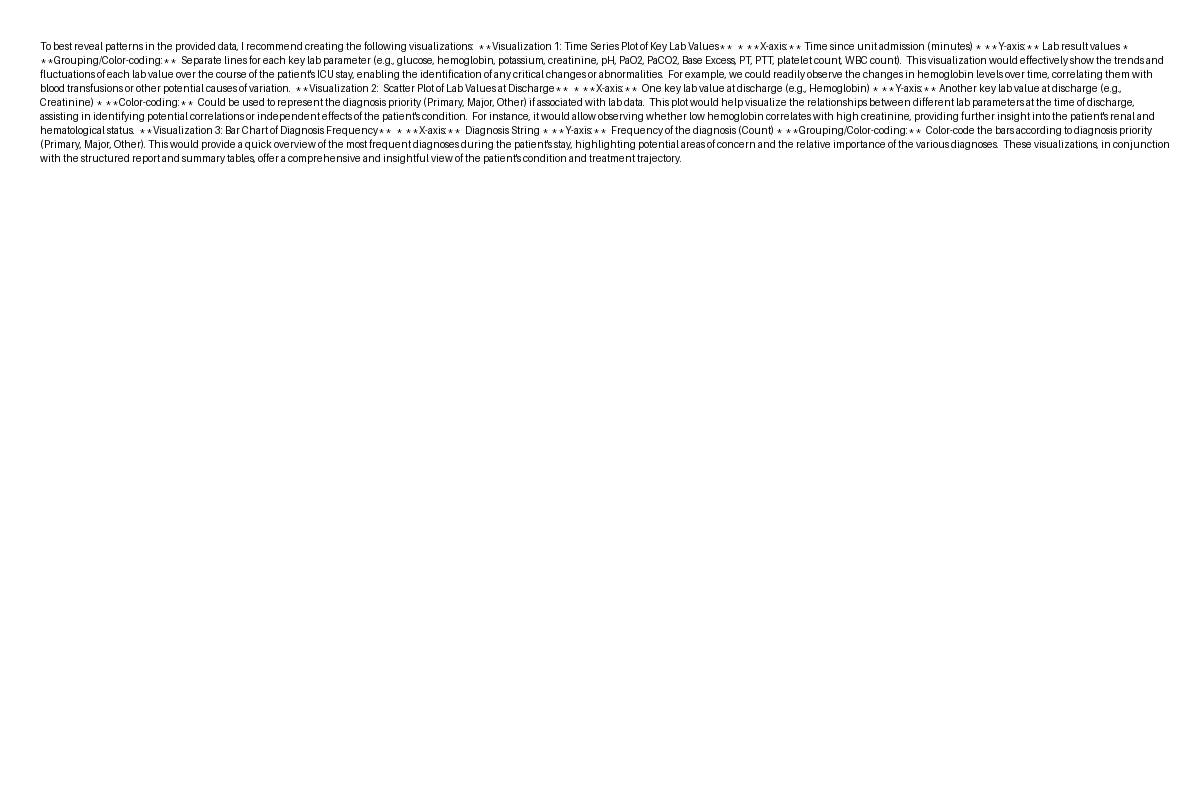 To best reveal patterns in the provided data, I recommend creating the following visualizations:  **Visualization 1: Time Series Plot of Key Lab Values**  * **X-axis:** Time since unit admission (minutes) * **Y-axis:** Lab result values *
**Grouping/Color-coding:**  Separate lines for each key lab parameter (e.g., glucose, hemoglobin, potassium, creatinine, pH, PaO2, PaCO2, Base Excess, PT, PTT, platelet count, WBC count).  This visualization would effectively show the trends and
fluctuations of each lab value over the course of the patient's ICU stay, enabling the identification of any critical changes or abnormalities.  For example, we could readily observe the changes in hemoglobin levels over time, correlating them with
blood transfusions or other potential causes of variation.  **Visualization 2:  Scatter Plot of Lab Values at Discharge**  * **X-axis:**  One key lab value at discharge (e.g., Hemoglobin) * **Y-axis:** Another key lab value at discharge (e.g.,
Creatinine) * **Color-coding:**  Could be used to represent the diagnosis priority (Primary, Major, Other) if associated with lab data.  This plot would help visualize the relationships between different lab parameters at the time of discharge,
assisting in identifying potential correlations or independent effects of the patient's condition.  For instance, it would allow observing whether low hemoglobin correlates with high creatinine, providing further insight into the patient's renal and
hematological status.  **Visualization 3: Bar Chart of Diagnosis Frequency**  * **X-axis:**  Diagnosis String * **Y-axis:**  Frequency of the diagnosis (Count) * **Grouping/Color-coding:**  Color-code the bars according to diagnosis priority
(Primary, Major, Other). This would provide a quick overview of the most frequent diagnoses during the patient's stay, highlighting potential areas of concern and the relative importance of the various diagnoses.  These visualizations, in conjunction
with the structured report and summary tables, offer a comprehensive and insightful view of the patient's condition and treatment trajectory.